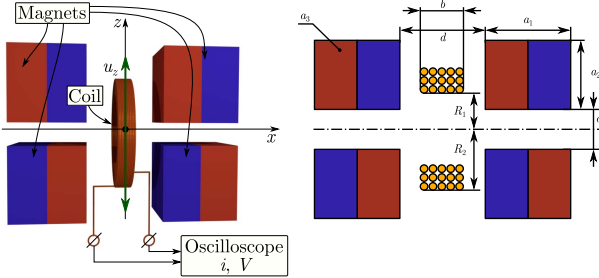 Magnets
z
u_z
Coil
x
Oscilloscope
i, V
a_3
b
d
a_1
a_2
R_1
R_2